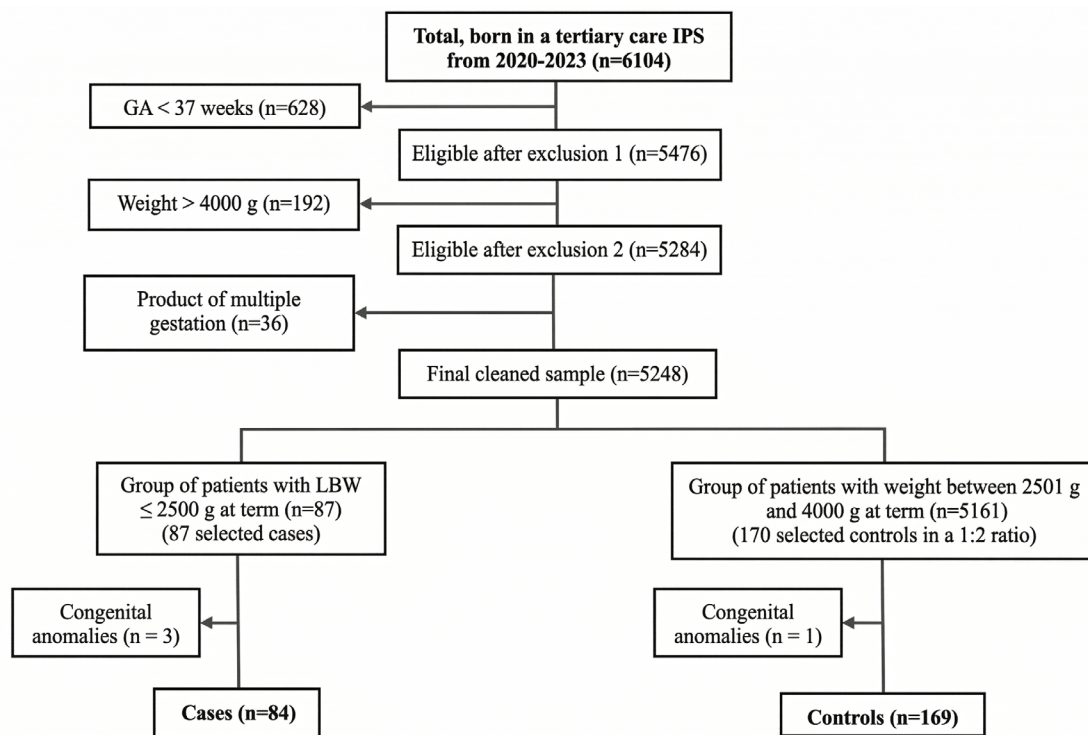 Total, born in a tertiary care IPS
from 2020-2023 (n=6104)
GA < 37 weeks (n=628)
Eligible after exclusion 1 (n=5476)
Weight > 4000 g (n=192)
Eligible after exclusion 2 (n=5284)
Product of multiple
gestation (n=36)
Final cleaned sample (n=5248)
Group of patients with LBW
≤ 2500 g at term (n=87)
(87 selected cases)
Group of patients with weight between 2501 g
and 4000 g at term (n=5161)
(170 selected controls in a 1:2 ratio)
Congenital
anomalies (n = 3)
Congenital
anomalies (n = 1)
Cases (n=84)
Controls (n=169)